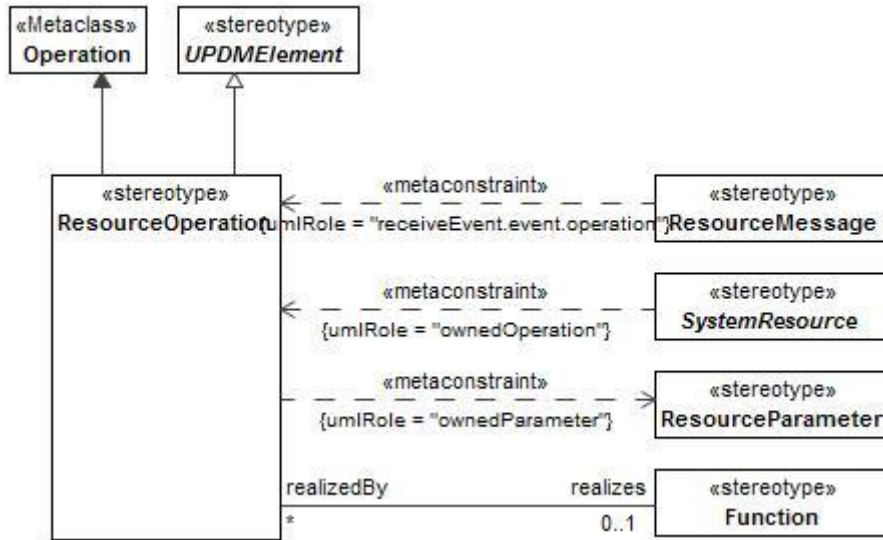 «Metaclass»
Operation
«stereotype»
UPDMElement
«stereotype»
ResourceOperation
«metaconstraint»
{umlRole = "receiveEvent.event.operation"}
«stereotype»
ResourceMessage
«metaconstraint»
{umlRole = "ownedOperation"}
«stereotype»
SystemResource
«metaconstraint»
{umlRole = "ownedParameter"}
«stereotype»
ResourceParameter
realizedBy
realizes
*
0..1
«stereotype»
Function